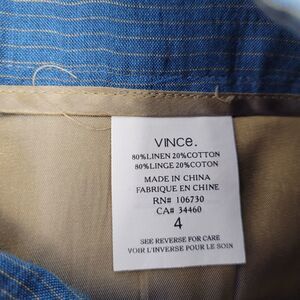 VINCE.
80%LINEN 20%COTTON
80%LINGE 20%COTON
MADE IN CHINA
FABRIQUE EN CHINE
RN# 106730
CA# 34460
4
SEE REVERSE FOR CARE
VOIR L'INVERSE POUR LE SOIN